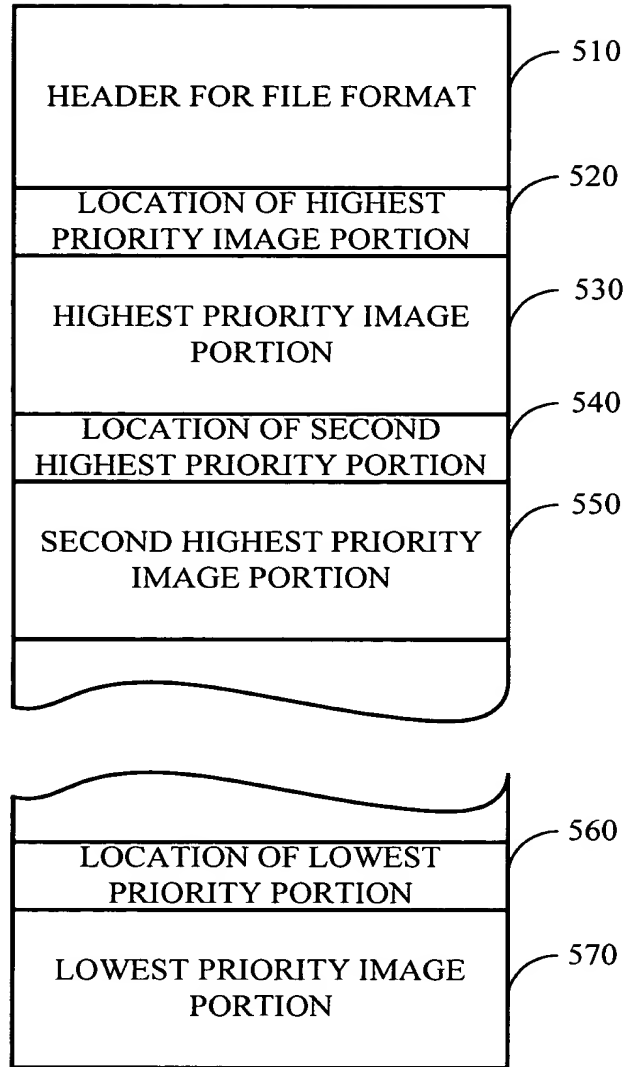 HEADER FOR FILE FORMAT
510
LOCATION OF HIGHEST
PRIORITY IMAGE PORTION
520
HIGHEST PRIORITY IMAGE
PORTION
530
LOCATION OF SECOND
HIGHEST PRIORITY PORTION
540
SECOND HIGHEST PRIORITY
IMAGE PORTION
550
LOCATION OF LOWEST
PRIORITY PORTION
560
LOWEST PRIORITY IMAGE
PORTION
570